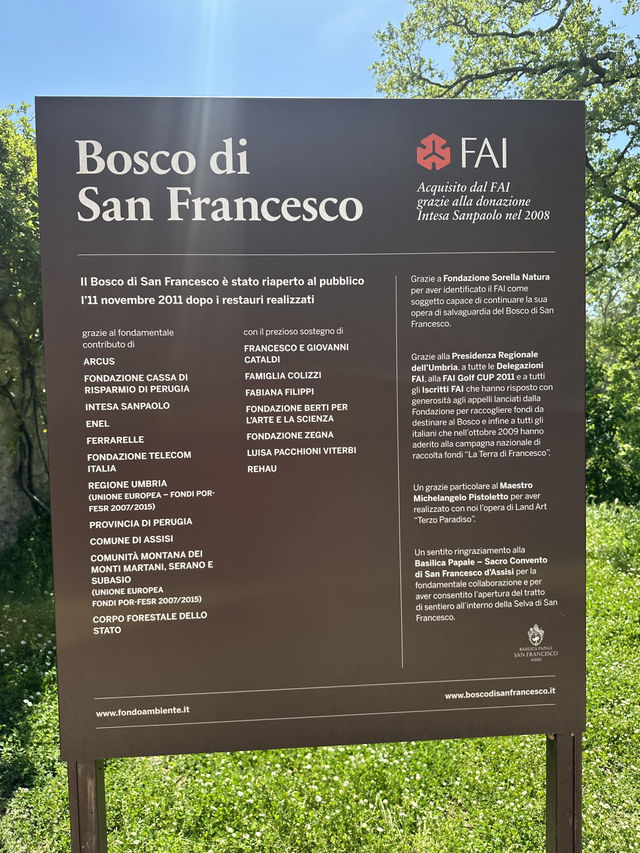 Bosco di
San Francesco
FAI
Acquisito dal FAI
grazie alla donazione
Intesa Sanpaolo nel 2008
Il Bosco di San Francesco è stato riaperto al pubblico
l'11 novembre 2011 dopo i restauri realizzati
grazie al fondamentale
contributo di
ARCUS
FONDAZIONE CASSA DI
RISPARMIO DI PERUGIA
INTESA SANPAOLO
ENEL
FERRARELLE
FONDAZIONE TELECOM
ITALIA
REGIONE UMBRIA
(UNIONE EUROPEA – FONDI POR-
FESR 2007/2015)
PROVINCIA DI PERUGIA
COMUNE DI ASSISI
COMUNITÀ MONTANA DEI
MONTI MARTANI, SERANO E
SUBASIO
(UNIONE EUROPEA
FONDI POR-FESR 2007/2015)
CORPO FORESTALE DELLO
STATO
con il prezioso sostegno di
FRANCESCO E GIOVANNI
CATALDI
FAMIGLIA COLIZZI
FABIANA FILIPPI
FONDAZIONE BERTI PER
L'ARTE E LA SCIENZA
FONDAZIONE ZEGNA
LUISA PACCHIONI VITERBI
REHAU
Grazie a Fondazione Sorella Natura
per aver identificato il FAI come
soggetto capace di continuare la sua
opera di salvaguardia del Bosco di San
Francesco.
Grazie alla Presidenza Regionale
dell'Umbria, a tutte le Delegazioni
FAI, alla FAI Golf CUP 2011 e a tutti
gli Iscritti FAI che hanno risposto con
generosità agli appelli lanciati dalla
Fondazione per raccogliere fondi da
destinare al Bosco e infine a tutti gli
italiani che nell'ottobre 2009 hanno
aderito alla campagna nazionale di
raccolta fondi “La Terra di Francesco”.
Un grazie particolare al Maestro
Michelangelo Pistoletto per aver
realizzato con noi l'opera di Land Art
“Terzo Paradiso”.
Un sentito ringraziamento alla
Basilica Papale – Sacro Convento
di San Francesco d'Assisi per la
fondamentale collaborazione e per
aver consentito l'apertura del tratto
di sentiero all'interno della Selva di San
Francesco.
BASILICA PAPALE
SAN FRANCESCO
ASSISI
www.fondoambiente.it
www.boscodisanfrancesco.it